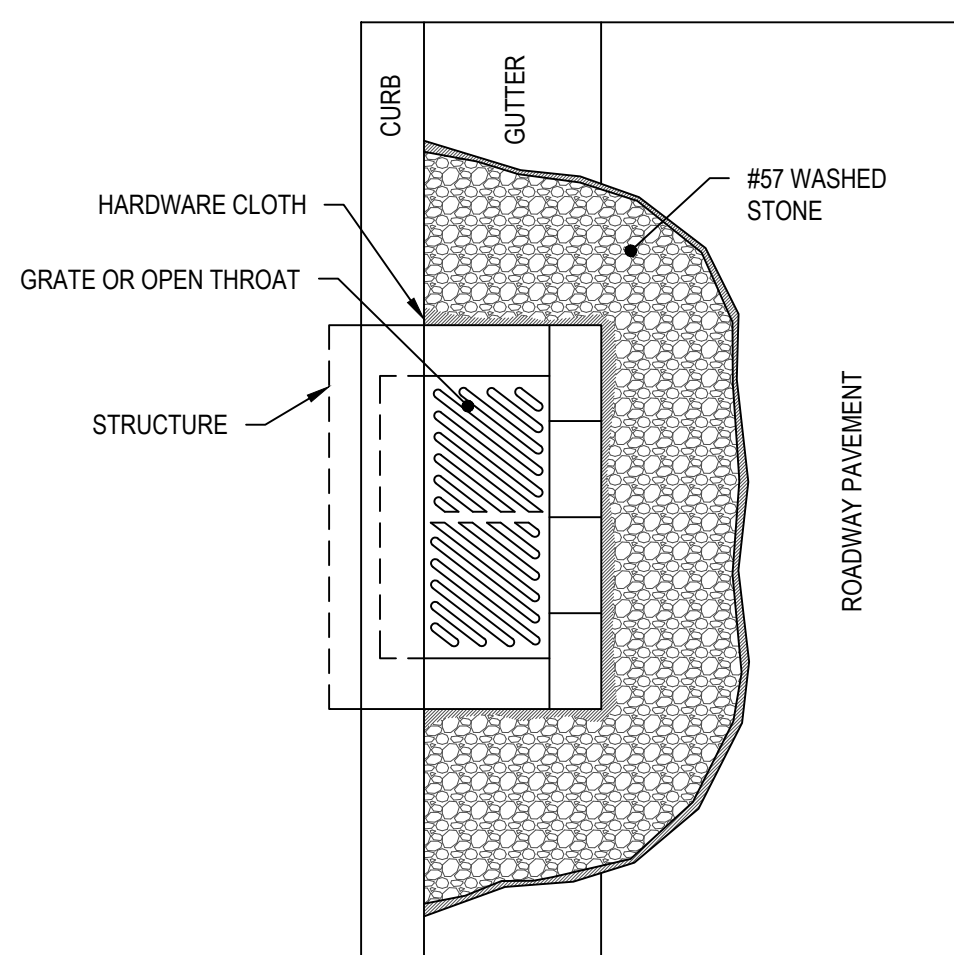 CURB
GUTTER
HARDWARE CLOTH
#57 WASHED
STONE
GRATE OR OPEN THROAT
STRUCTURE
ROADWAY PAVEMENT